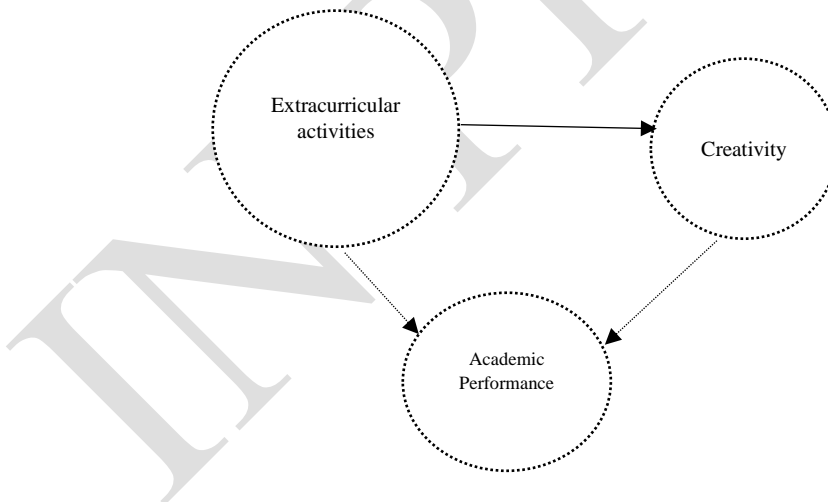 Extracurricular
activities
Creativity
Academic
Performance